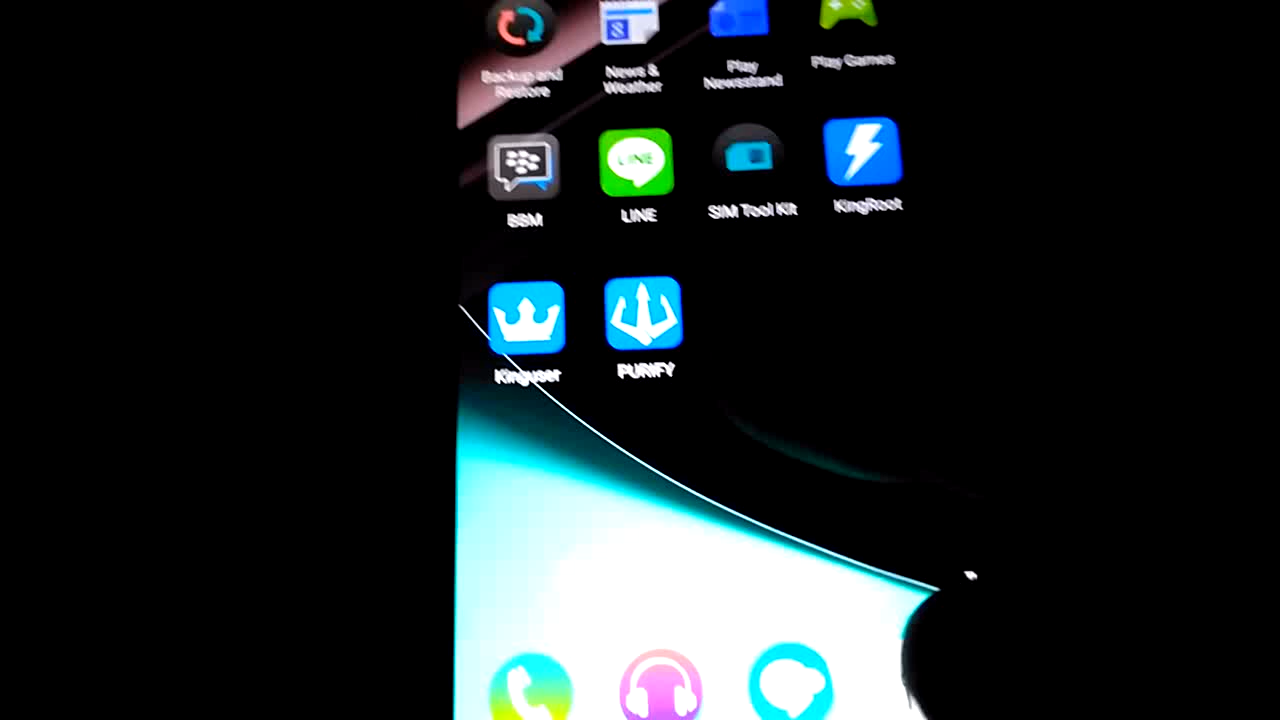 Backup and
Restore
News &
Weather
Play
Newsstand
Play Games
BBM
LINE
LINE
SIM Tool Kit
KingRoot
Kinguser
PURIFY